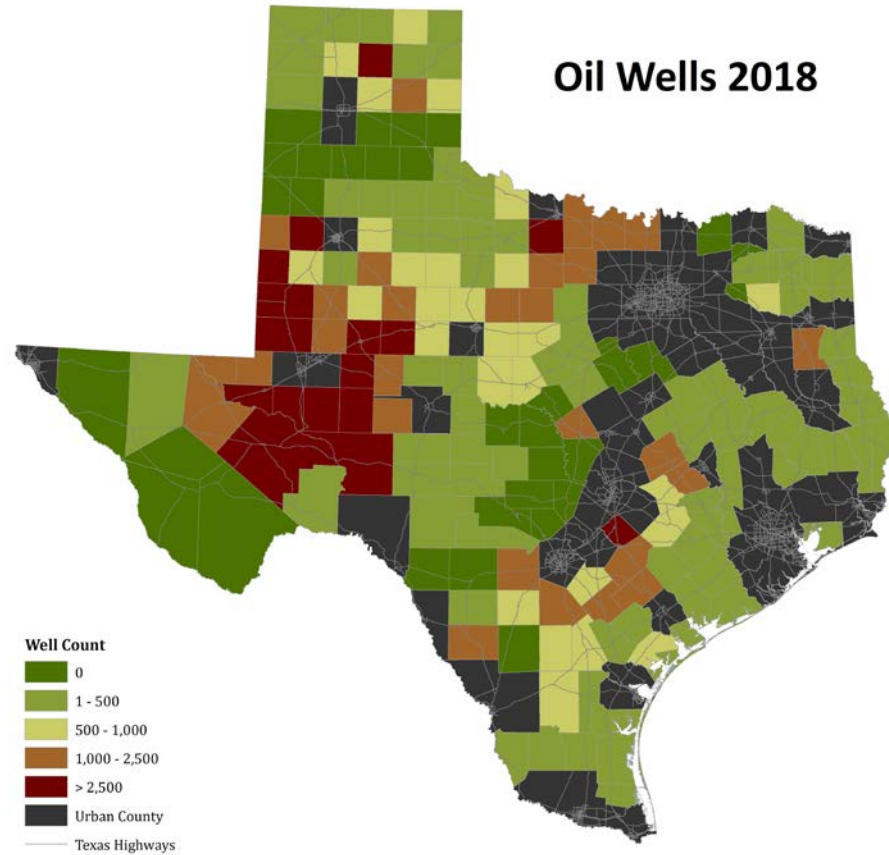 Oil Wells 2018
Well Count
0
1 - 500
500 - 1,000
1,000 - 2,500
> 2,500
Urban County
Texas Highways